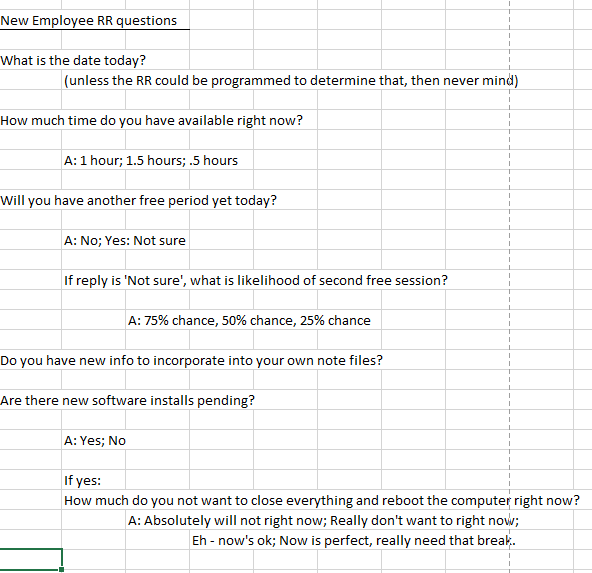 New Employee RR questions
What is the date today?
(unless the RR could be programmed to determine that, then never mind)
How much time do you have available right now?
A: 1 hour; 1.5 hours; .5 hours
Will you have another free period yet today?
A: No; Yes: Not sure
If reply is 'Not sure', what is likelihood of second free session?
A: 75% chance, 50% chance, 25% chance
Do you have new info to incorporate into your own note files?
Are there new software installs pending?
A: Yes; No
If yes:
How much do you not want to close everything and reboot the computer right now?
A: Absolutely will not right now; Really don't want to right now;
Eh - now's ok; Now is perfect, really need that break.